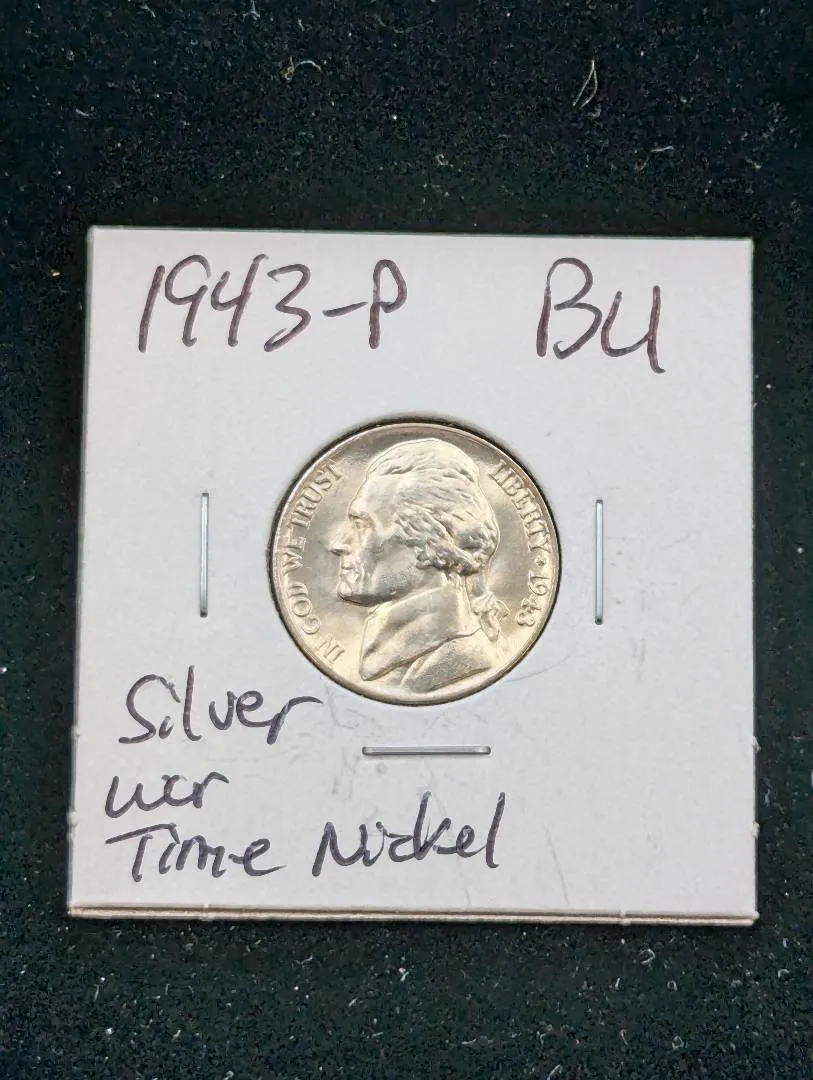 1943-P BU
IN GOD WE TRUST
LIBERTY • 1943
Silver
war
Time Nickel